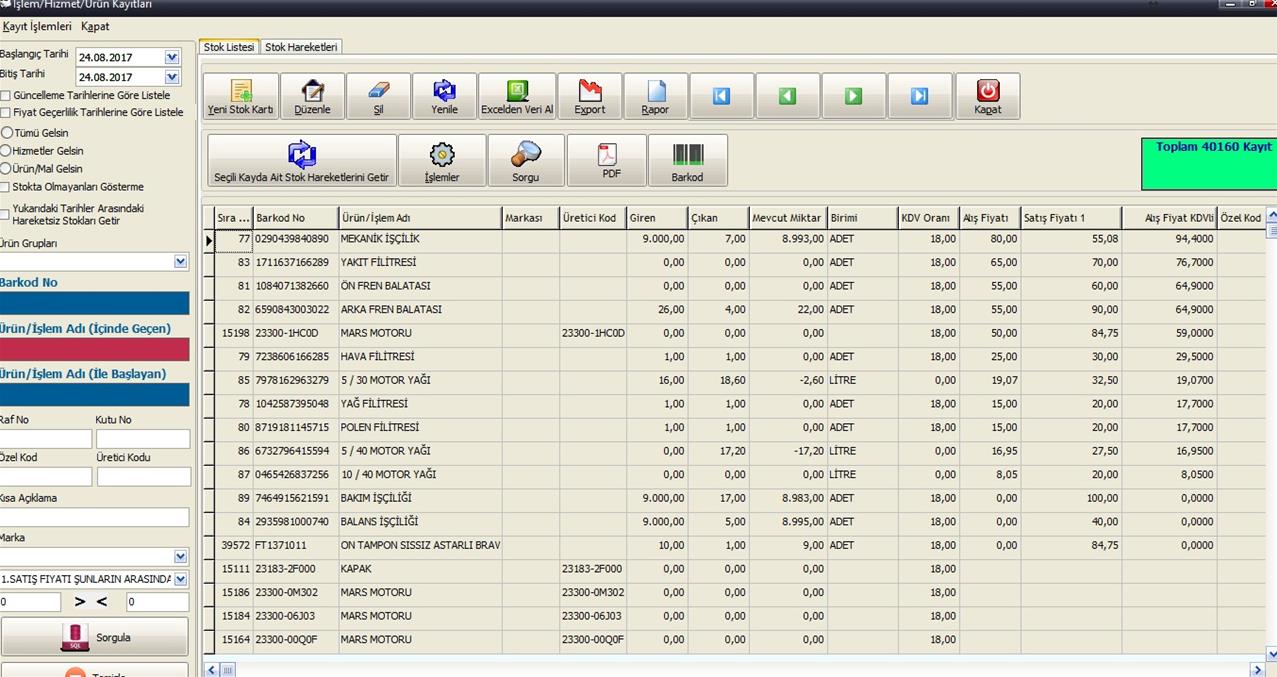 İşlem/Hizmet/Ürün Kayıtları
Kayıt İşlemleri Kapat
Başlangıç Tarihi 24.08.2017
Bitiş Tarihi 24.08.2017
Güncelleme Tarihlerine Göre Listele
Fiyat Geçerlilik Tarihlerine Göre Listele
Tümü Gelsin
Hizmetler Gelsin
Ürün/Mal Gelsin
Stokta Olmayanları Gösterme
Yukarıdaki Tarihler Arasındaki
Hareketsiz Stokları Getir
Ürün Grupları
Barkod No
Ürün/İşlem Adı (İçinde Geçen)
Ürün/İşlem Adı (İle Başlayan)
Raf No Kutu No
Özel Kod Üretici Kodu
Kısa Açıklama
Marka
1.SATIŞ FİYATI ŞUNLARIN ARASINDA
0 > < 0
SQL Sorgula
Temizle
Stok Listesi Stok Hareketleri
Yeni Stok Kartı Düzenle Sil Yenile Excelden Veri Al Export Rapor Kapat
Seçili Kayda Ait Stok Hareketlerini Getir İşlemler Sorgu PDF Barkod
Toplam 40160 Kayıt
Sıra ... Barkod No Ürün/İşlem Adı Markası Üretici Kod Giren Çıkan Mevcut Miktar Birimi KDV Oranı Alış Fiyatı Satış Fiyatı 1 Alış Fiyat KDVli Özel Kod
77 0290439840890 MEKANİK İŞÇİLİK 9.000,00 7,00 8.993,00 ADET 18,00 80,00 55,08 94,4000
83 1711637166289 YAKIT FİLİTRESİ 0,00 0,00 0,00 ADET 18,00 65,00 70,00 76,7000
81 1084071382660 ÖN FREN BALATASI 0,00 0,00 0,00 ADET 18,00 55,00 60,00 64,9000
82 6590843003022 ARKA FREN BALATASI 26,00 4,00 22,00 ADET 18,00 55,00 90,00 64,9000
15198 23300-1HC0D MARS MOTORU 23300-1HC0D 0,00 0,00 0,00 18,00 50,00 84,75 59,0000
79 7238606166285 HAVA FİLİTRESİ 1,00 1,00 0,00 ADET 18,00 25,00 30,00 29,5000
85 7978162963279 5 / 30 MOTOR YAĞI 16,00 18,60 -2,60 LİTRE 0,00 19,07 32,50 19,0700
78 1042587395048 YAĞ FİLİTRESİ 1,00 1,00 0,00 ADET 18,00 15,00 20,00 17,7000
80 8719181145715 POLEN FİLİTRESİ 1,00 1,00 0,00 ADET 18,00 15,00 20,00 17,7000
86 6732796415594 5 / 40 MOTOR YAĞI 0,00 17,20 -17,20 LİTRE 0,00 16,95 27,50 16,9500
87 0465426837256 10 / 40 MOTOR YAĞI 0,00 0,00 0,00 LİTRE 0,00 8,05 20,00 8,0500
89 7464915621591 BAKIM İŞÇİLİĞİ 9.000,00 17,00 8.983,00 ADET 18,00 0,00 100,00 0,0000
84 2935981000740 BALANS İŞÇİLİĞİ 9.000,00 5,00 8.995,00 ADET 18,00 0,00 40,00 0,0000
39572 FT1371011 ON TAMPON SISSIZ ASTARLI BRAV 10,00 1,00 9,00 ADET 18,00 0,00 84,75 0,0000
15111 23183-2F000 KAPAK 23183-2F000 0,00 0,00 0,00 18,00
15186 23300-0M302 MARS MOTORU 23300-0M302 0,00 0,00 0,00 18,00
15184 23300-06J03 MARS MOTORU 23300-06J03 0,00 0,00 0,00 18,00
15164 23300-00Q0F MARS MOTORU 23300-00Q0F 0,00 0,00 0,00 18,00